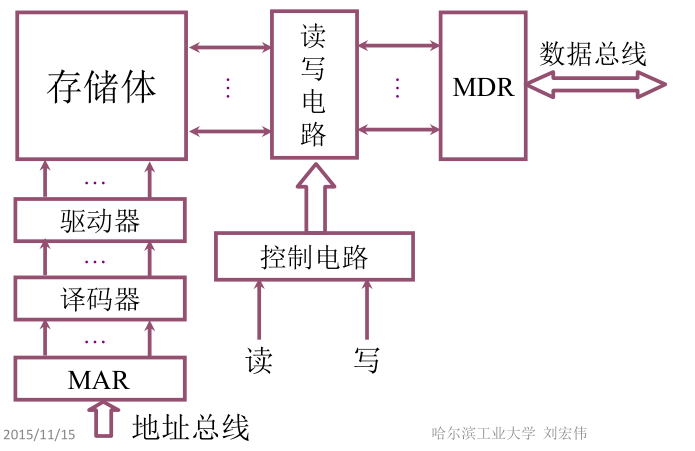 存储体
读
写
电
路
MDR
数据总线
…
…
…
驱动器
…
译码器
…
MAR
控制电路
读
写
地址总线
2015/11/15
哈尔滨工业大学 刘宏伟